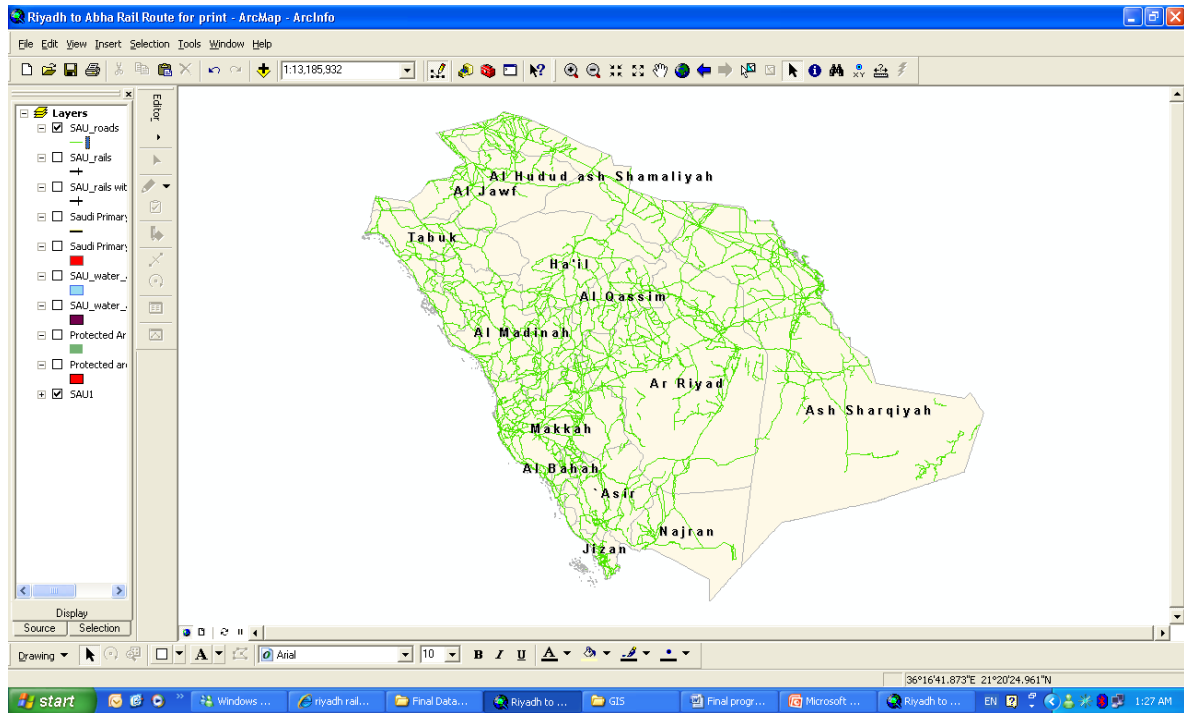 Riyadh to Abha Rail Route for print - ArcMap - ArcInfo
File Edit View Insert Selection Tools Window Help
1:13,185,932
Layers
SAU_roads
SAU_rails
SAU_rails wit
Saudi Primary
Saudi Primary
SAU_water_
SAU_water_
Protected Ar
Protected are
SAU1
Display
Source Selection
Editor
Al Hudud ash Shamaliyah
Al Jawf
Tabuk
Ha'il
Al Qassim
Al Madinah
Ar Riyad
Ash Sharqiyah
Makkah
Al Bahah
`Asir
Najran
Jizan
Drawing A Arial 10 B I U A
36°16'41.873"E 21°20'24.961"N
start Windows ... riyadh rail... Final Data... Riyadh to ... GIS Final progr... Microsoft ... Riyadh to ... EN 1:27 AM